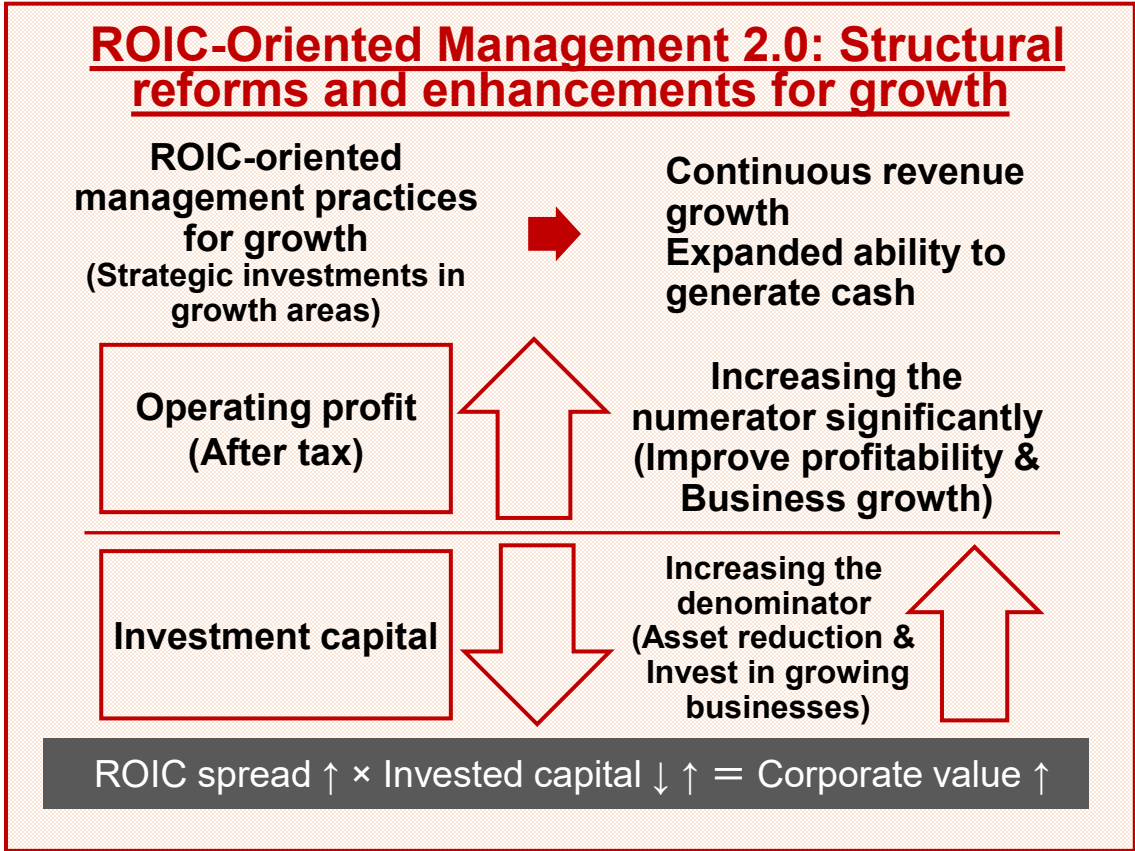 ROIC-Oriented Management 2.0: Structural
reforms and enhancements for growth
ROIC-oriented
management practices
for growth
(Strategic investments in
growth areas)
Continuous revenue
growth
Expanded ability to
generate cash
Operating profit
(After tax)
Increasing the
numerator significantly
(Improve profitability &
Business growth)
Investment capital
Increasing the
denominator
(Asset reduction &
Invest in growing
businesses)
ROIC spread ↑ × Invested capital ↓ ↑ = Corporate value ↑